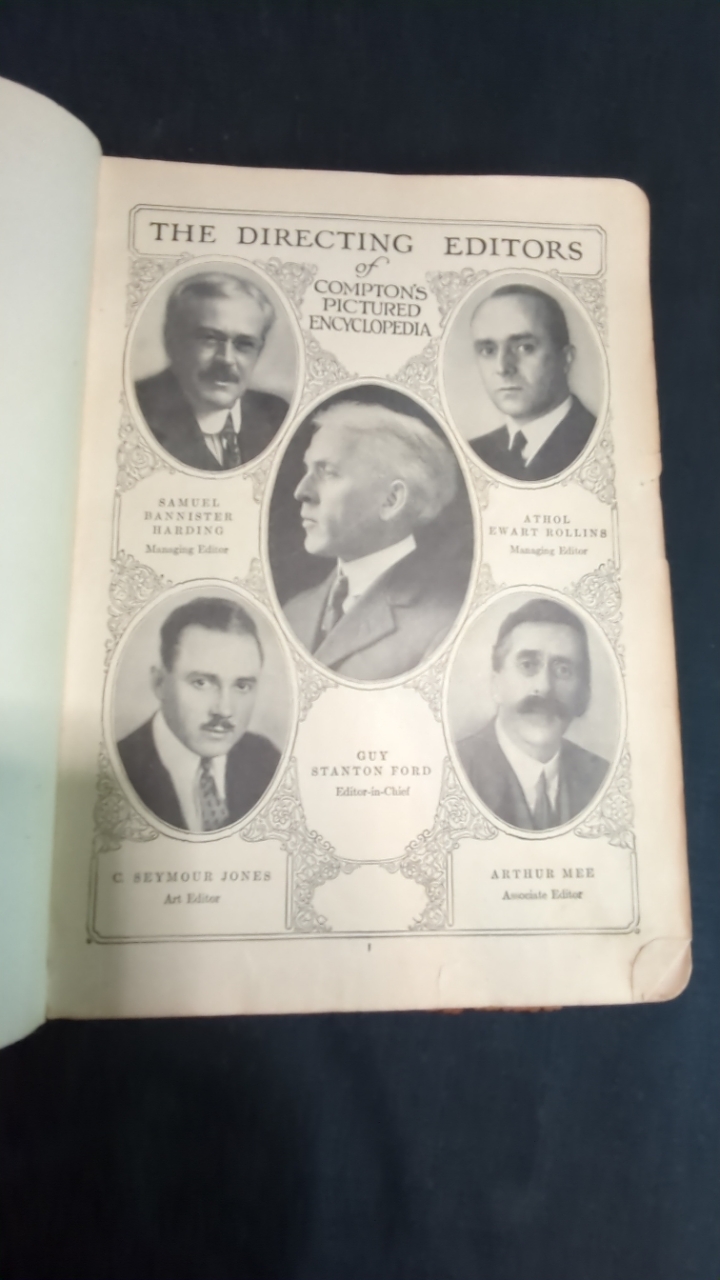 THE DIRECTING EDITORS
of
COMPTON'S
PICTURED
ENCYCLOPEDIA
SAMUEL
BANNISTER
HARDING
Managing Editor
ATHOL
EWART ROLLINS
Managing Editor
GUY
STANTON FORD
Editor-in-Chief
C. SEYMOUR JONES
Art Editor
ARTHUR MEE
Associate Editor